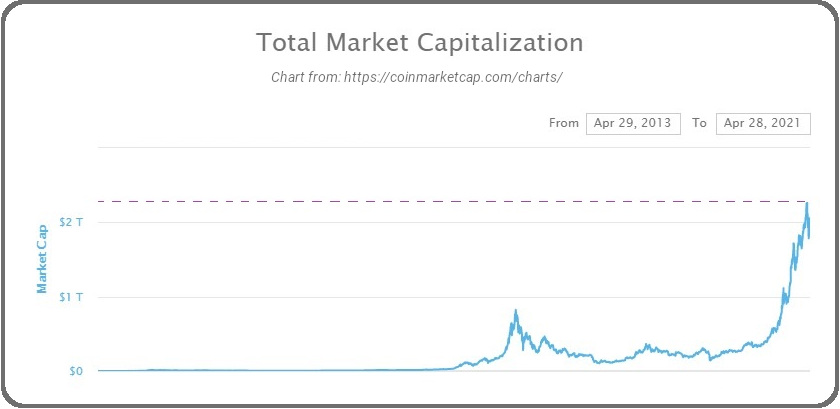 Total Market Capitalization
Chart from: https://coinmarketcap.com/charts/
From Apr 29, 2013 To Apr 28, 2021
Market Cap
$2 T
$1 T
$0